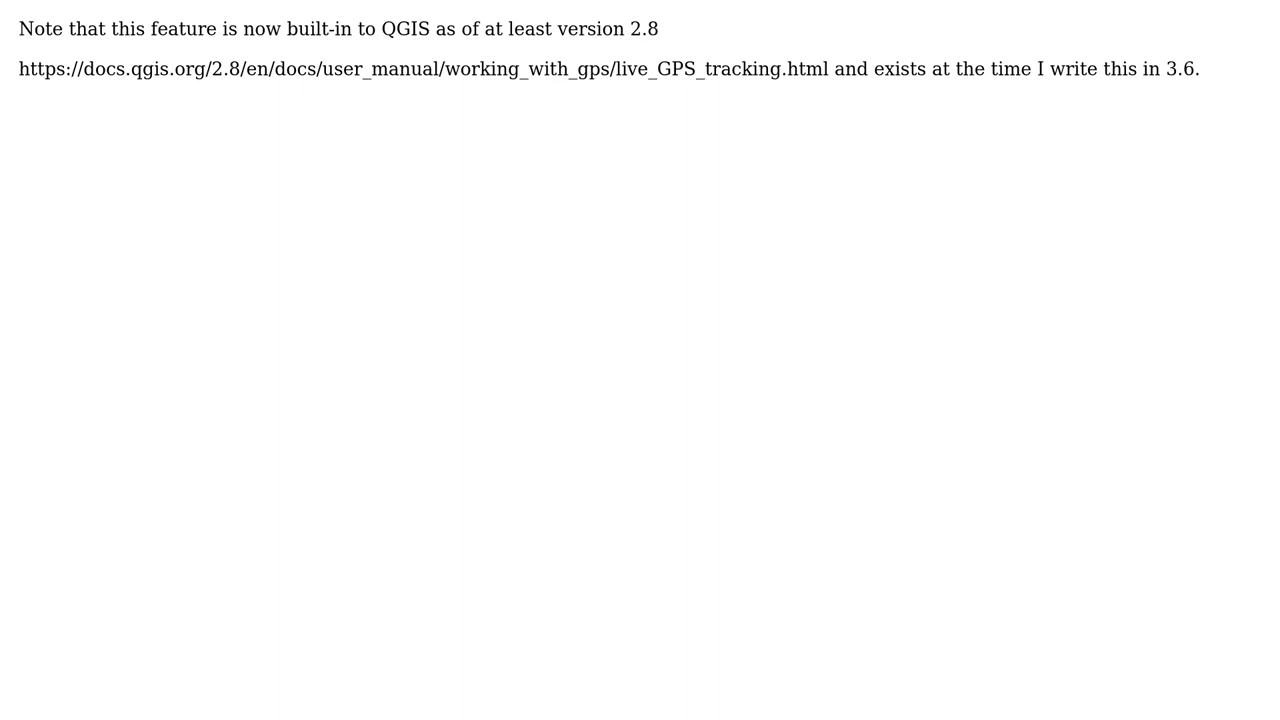 Note that this feature is now built-in to QGIS as of at least version 2.8
https://docs.qgis.org/2.8/en/docs/user_manual/working_with_gps/live_GPS_tracking.html and exists at the time I write this in 3.6.